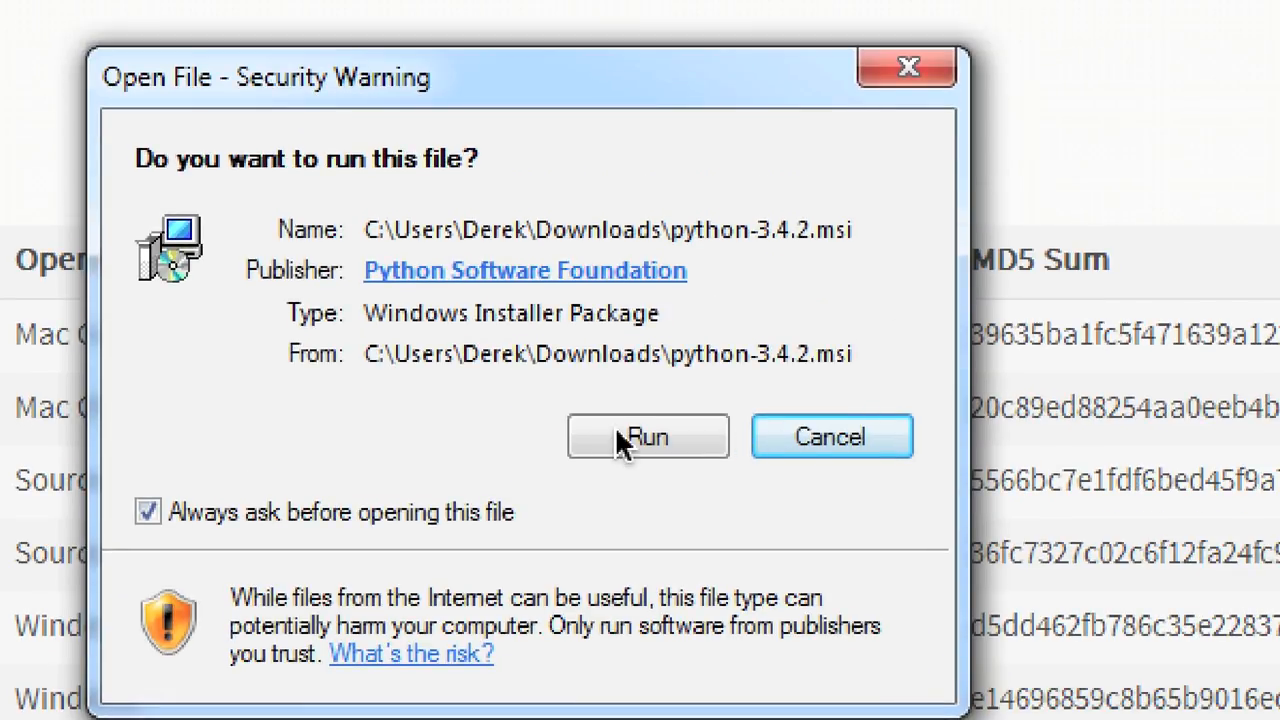 Open File - Security Warning
Do you want to run this file?
Name: C:\Users\Derek\Downloads\python-3.4.2.msi
Publisher: Python Software Foundation
Type: Windows Installer Package
From: C:\Users\Derek\Downloads\python-3.4.2.msi
Run Cancel
Always ask before opening this file
While files from the Internet can be useful, this file type can
potentially harm your computer. Only run software from publishers
you trust. What's the risk?
Oper
Mac
Mac
Sourc
Sourc
Wind
Wind
MD5 Sum
39635ba1fc5f471639a12
20c89ed88254aa0eeb4b
5566bc7e1fdf6bed45f9a
36fc7327c02c6f12fa24fc9
d5dd462fb786c35e22837
e14696859c8b65b9016e